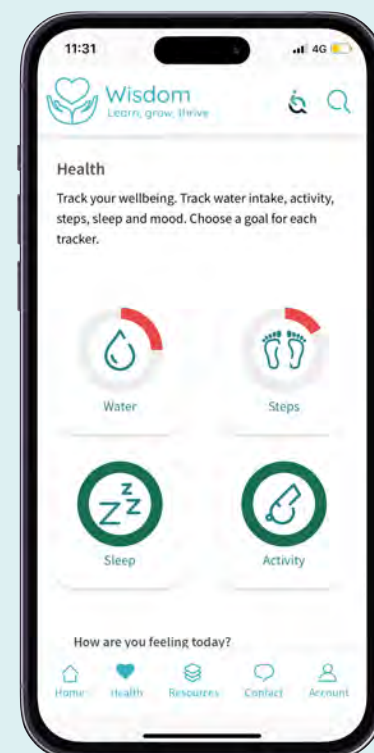 11:31
4G
Wisdom
Learn, grow, thrive
Health
Track your wellbeing. Track water intake, activity,
steps, sleep and mood. Choose a goal for each
tracker.
Water
Steps
zzz
Sleep
Activity
How are you feeling today?
Home
Health
Resources
Contact
Account